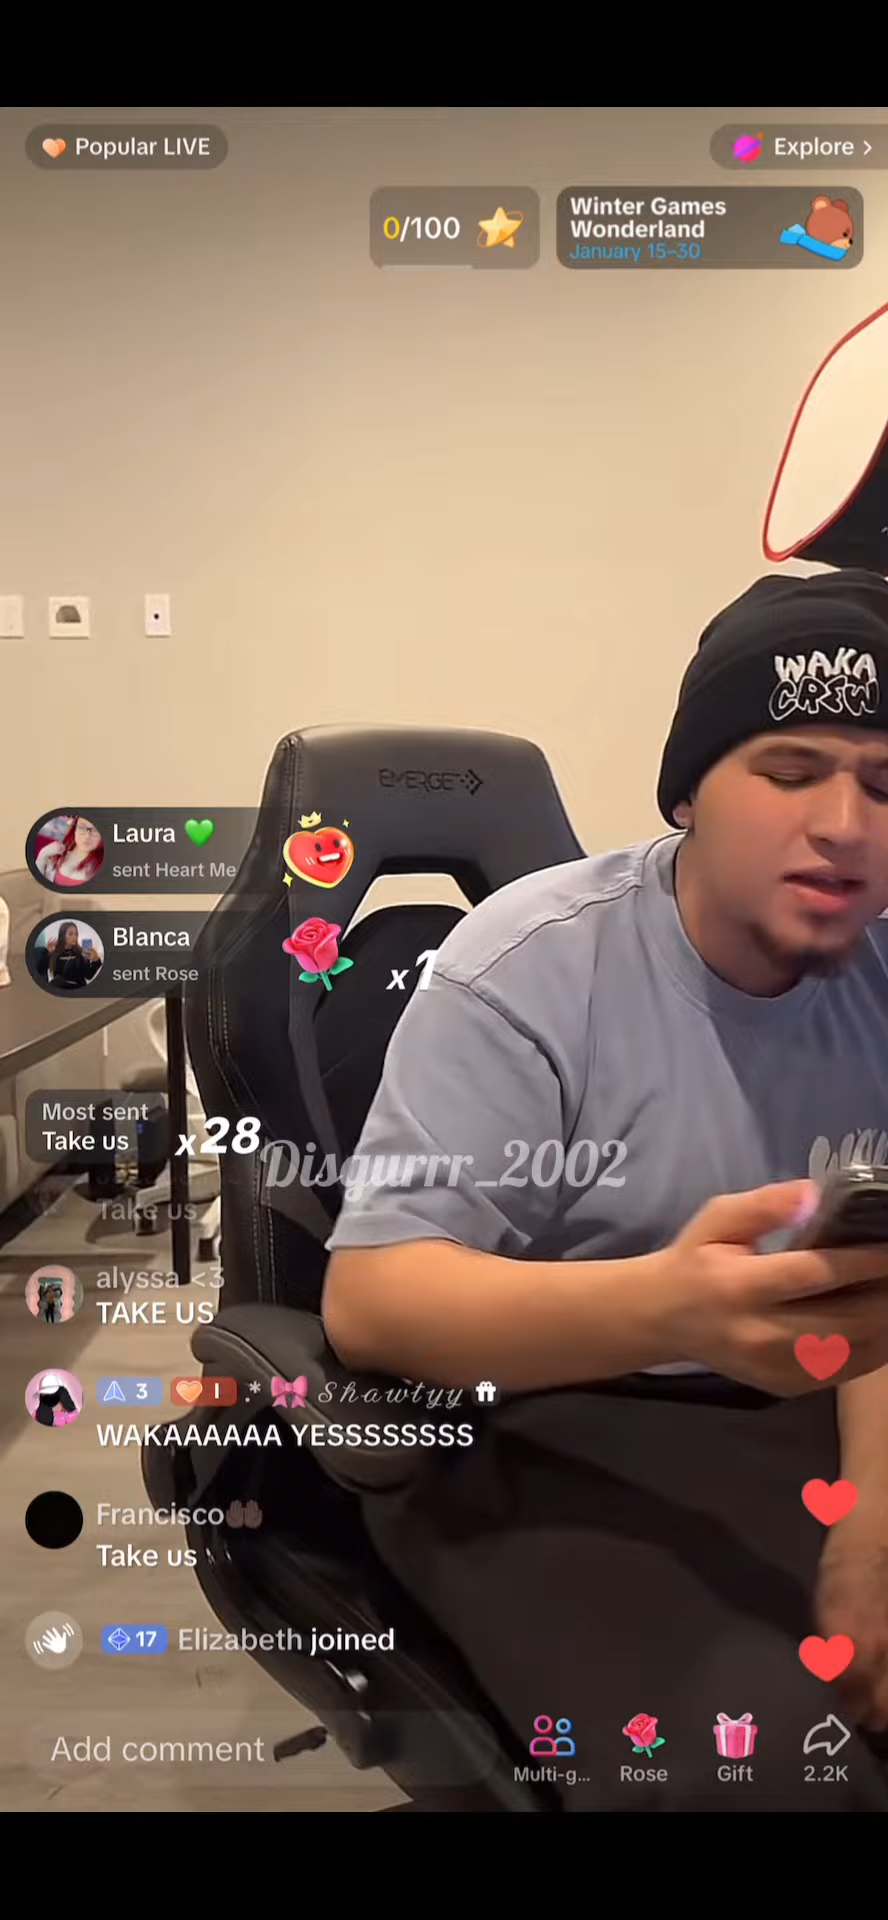 Popular LIVE
Explore >
0/100
Winter Games
Wonderland
January 15–30
WAKA
CREW
EMERGE
Laura 💚
sent Heart Me
Blanca
sent Rose
x1
Most sent
Take us
x28
Disgurrr_2002
Take us
alyssa <3
TAKE US
3 I .* 🎀 𝒮𝒽𝒶𝓌𝓉𝓎𝓎
WAKAAAAAA YESSSSSSSS
Francisco🤲🏿
Take us
17 Elizabeth joined
Add comment
Multi-g...
Rose
Gift
2.2K